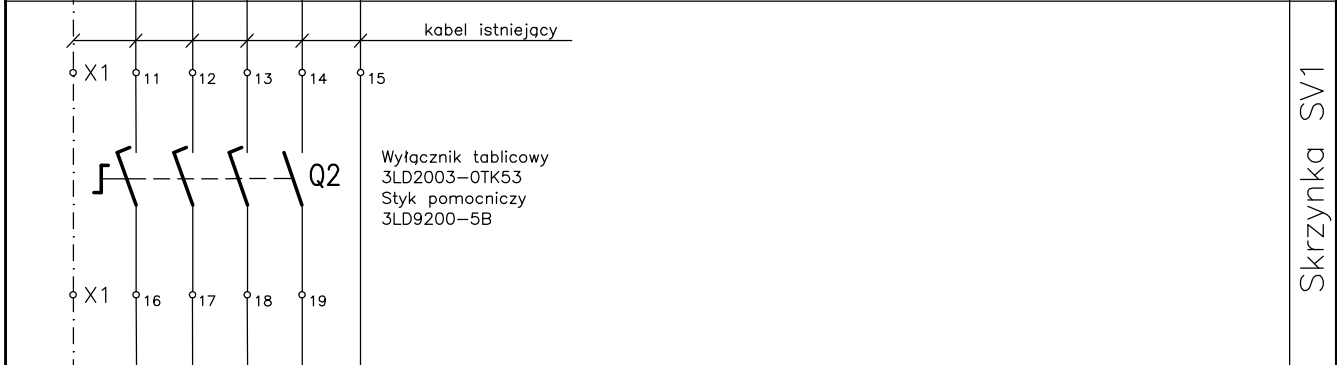 kabel istniejący
X1 11 12 13 14 15
Wyłącznik tablicowy
3LD2003-0TK53
Q2
Styk pomocniczy
3LD9200-5B
X1 16 17 18 19
Skrzynka SV1